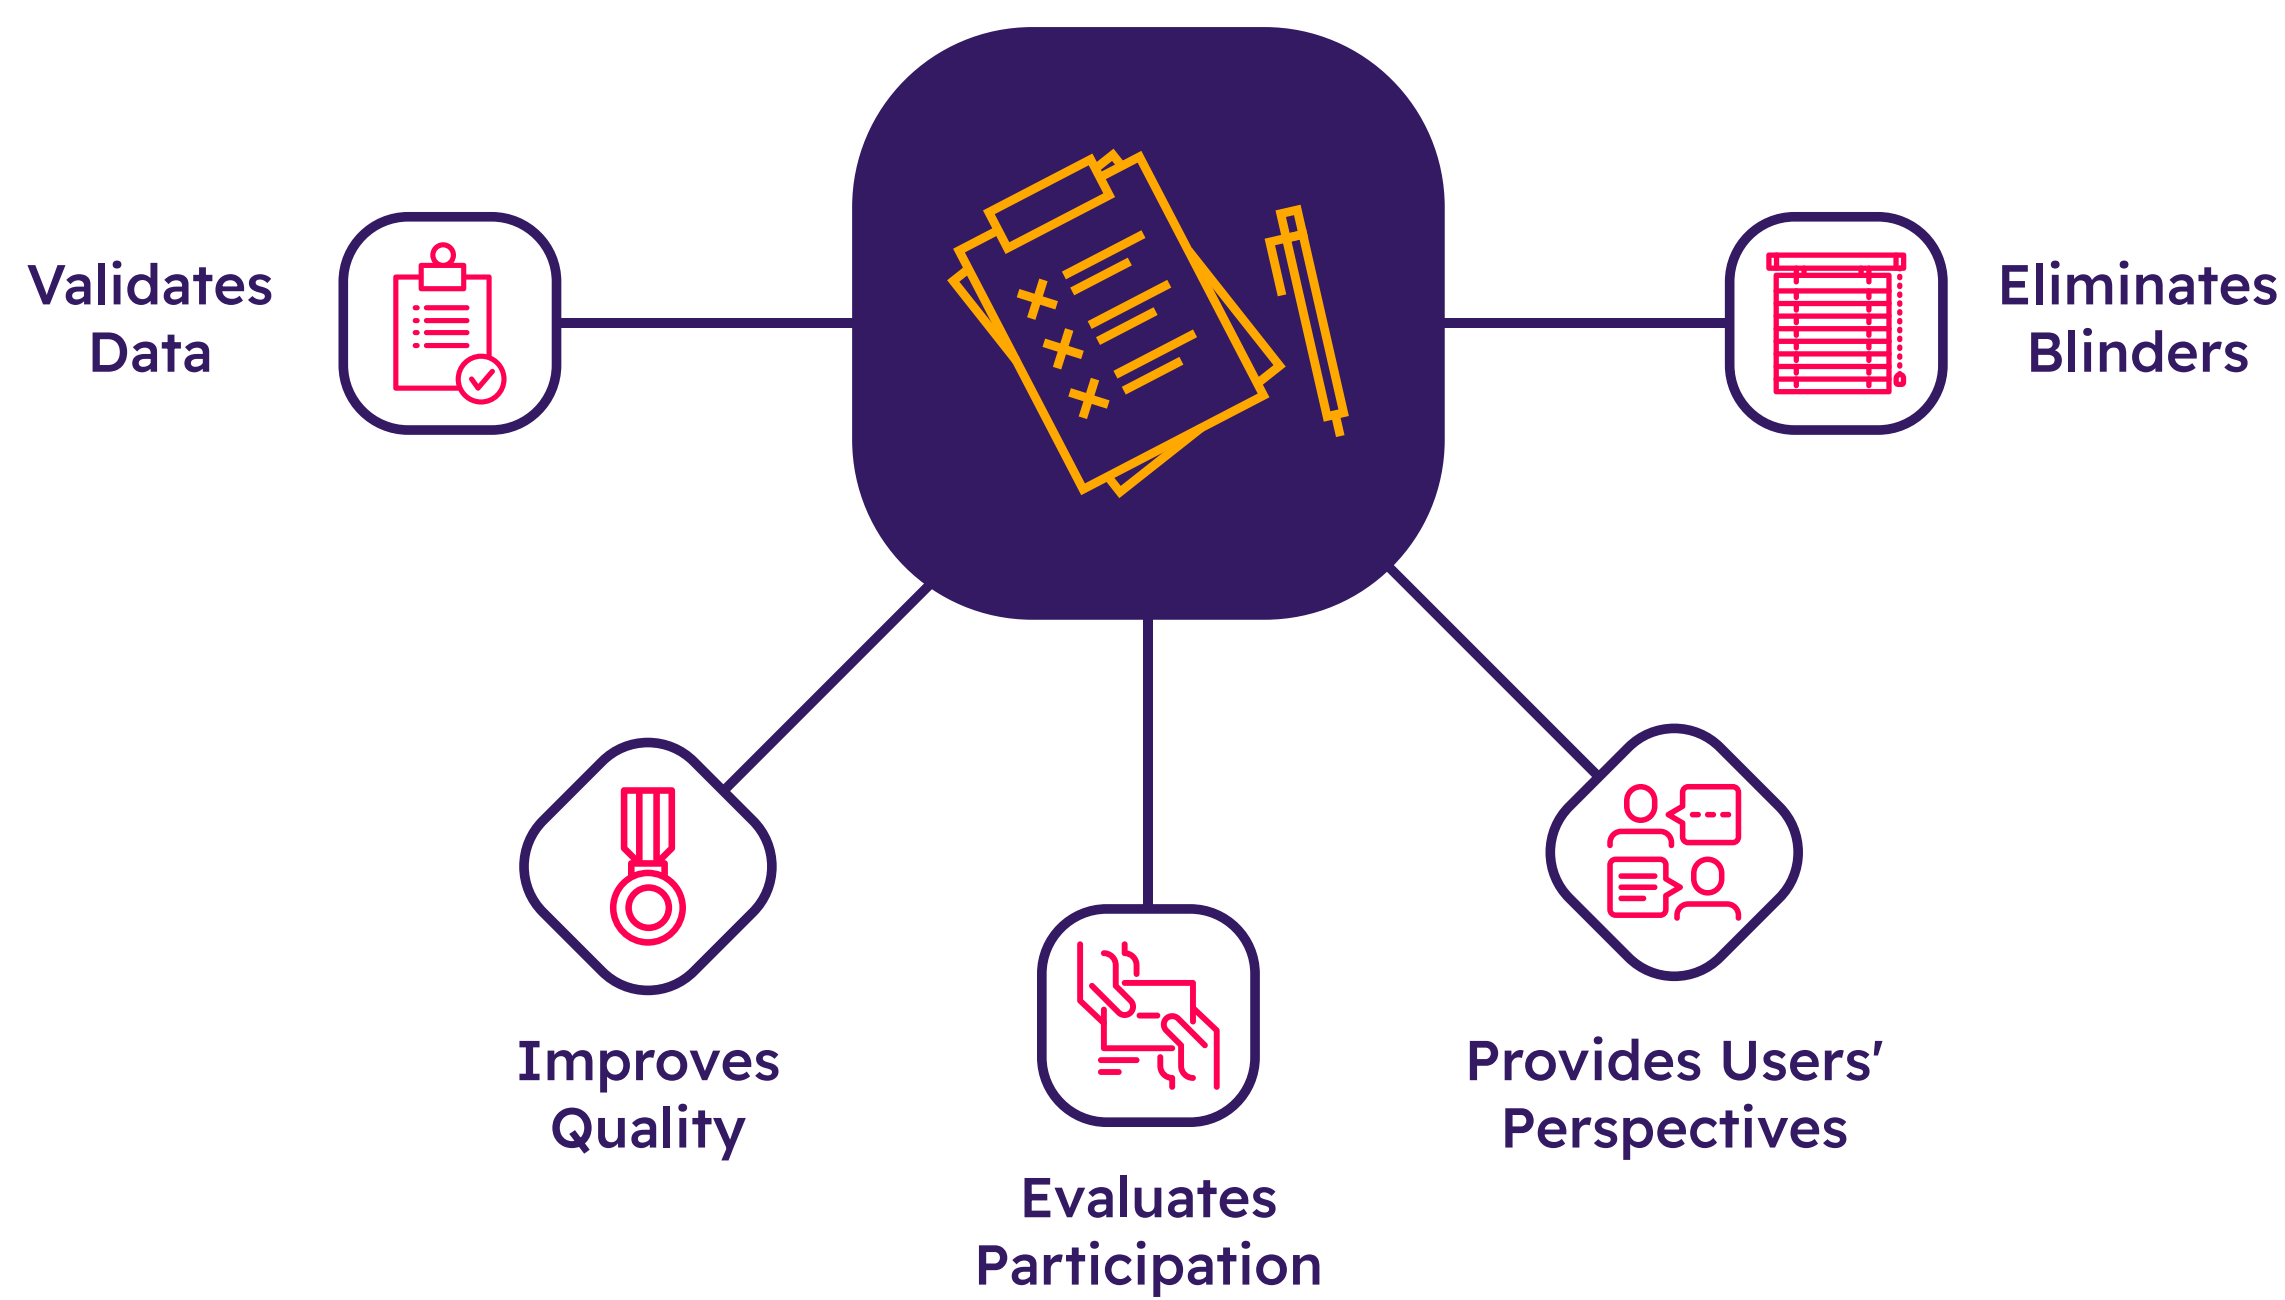 Validates
Data
Eliminates
Blinders
Improves
Quality
Provides Users'
Perspectives
Evaluates
Participation